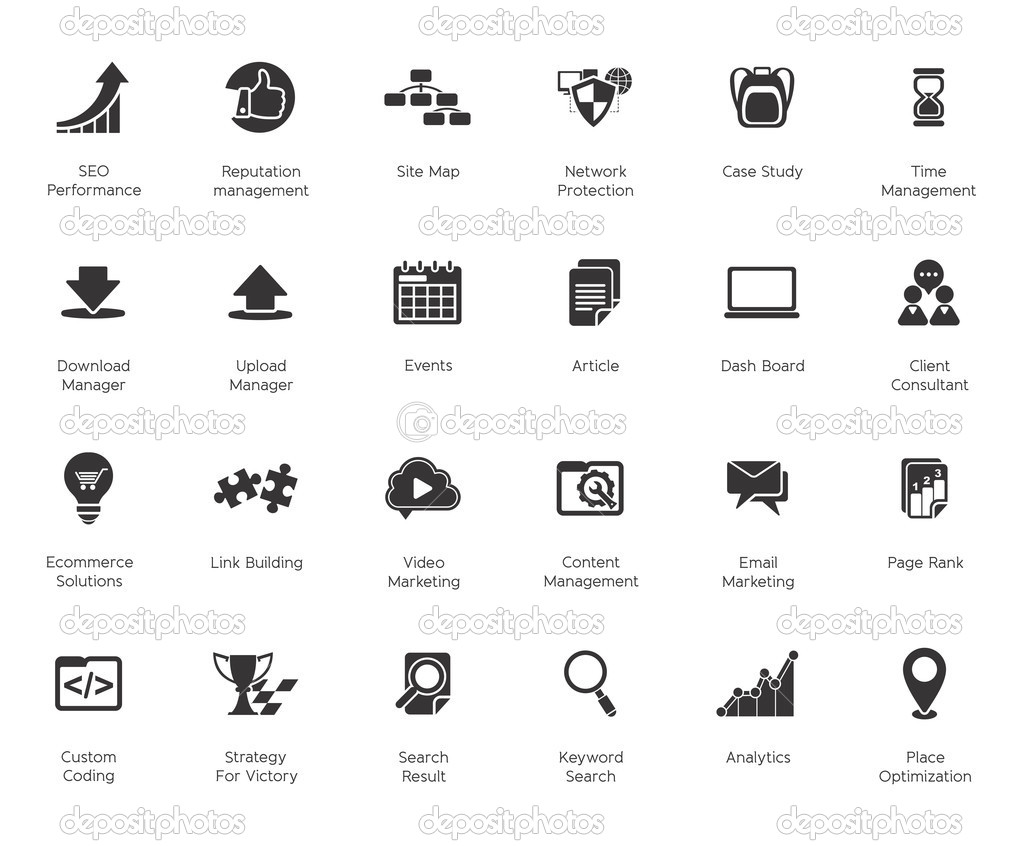 depositphotos depositphotos depositphotos
SEO Performance
Reputation management
Site Map
Network Protection
Case Study
Time Management
depositphotos depositphotos depositphotos
Download Manager
Upload Manager
Events
Article
Dash Board
Client Consultant
depositphotos depositphotos depositphotos
1 2 3
Ecommerce Solutions
Link Building
Video Marketing
Content Management
Email Marketing
Page Rank
depositphotos depositphotos depositphotos
</>
Custom Coding
Strategy For Victory
Search Result
Keyword Search
Analytics
Place Optimization
depositphotos depositphotos depositphotos